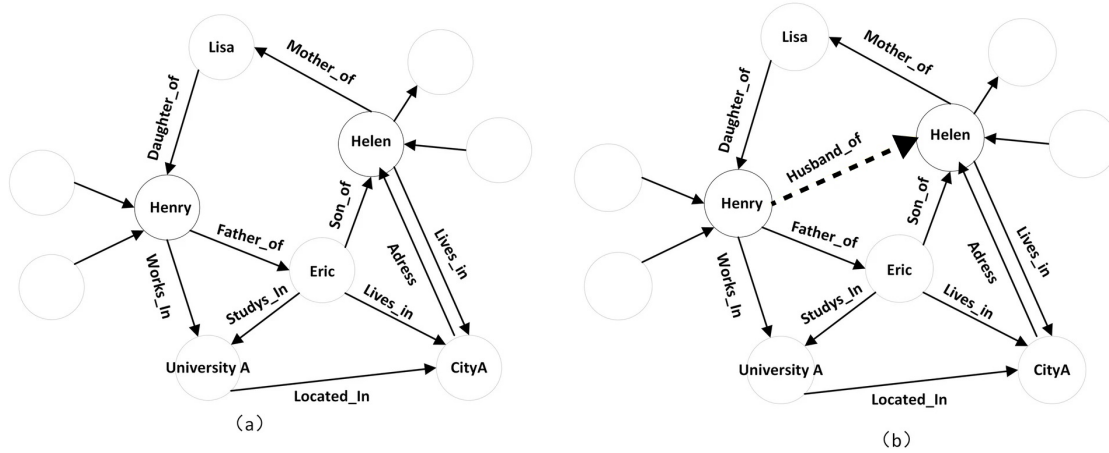 Lisa
Mother_of
Daughter_of
Helen
Henry
Son_of
Father_of
Eric
Works_In
Studys_In
Lives_in
Adress
Lives_in
University A
CityA
Located_In
(a)
Lisa
Mother_of
Daughter_of
Helen
Husband_of
Henry
Son_of
Father_of
Eric
Works_In
Studys_In
Lives_in
Adress
Lives_in
University A
CityA
Located_In
(b)